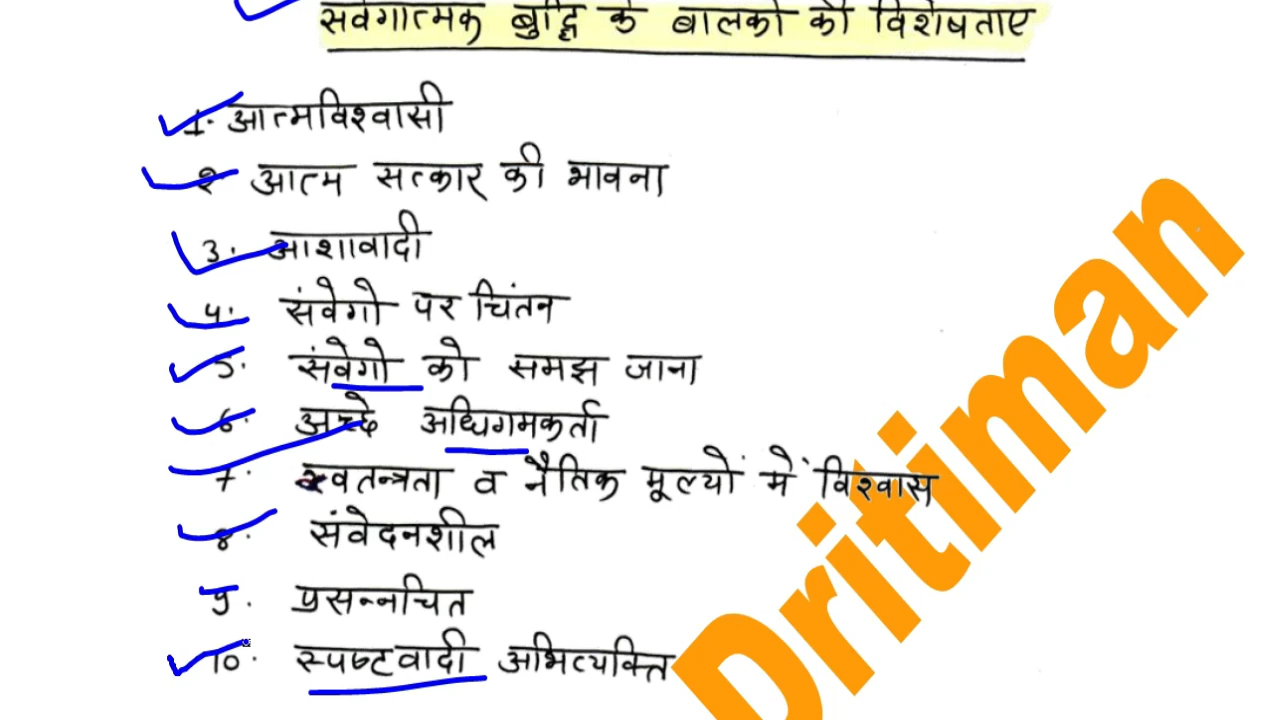 संवेगात्मक बुद्धि के बालकों की विशेषताएँ
1. आत्मविश्वासी
२ आत्म सत्कार की भावना
3. आशावादी
4. संवेगो पर चिंतन
5. संवेगो को समझ जाना
6. अच्छे अधिगमकर्ता
7. स्वतन्त्रता व नैतिक मूल्यों में विश्वास
8. संवेदनशील
9. प्रसन्नचित
10. स्पष्टवादी अभिव्यक्ति
Dritiman